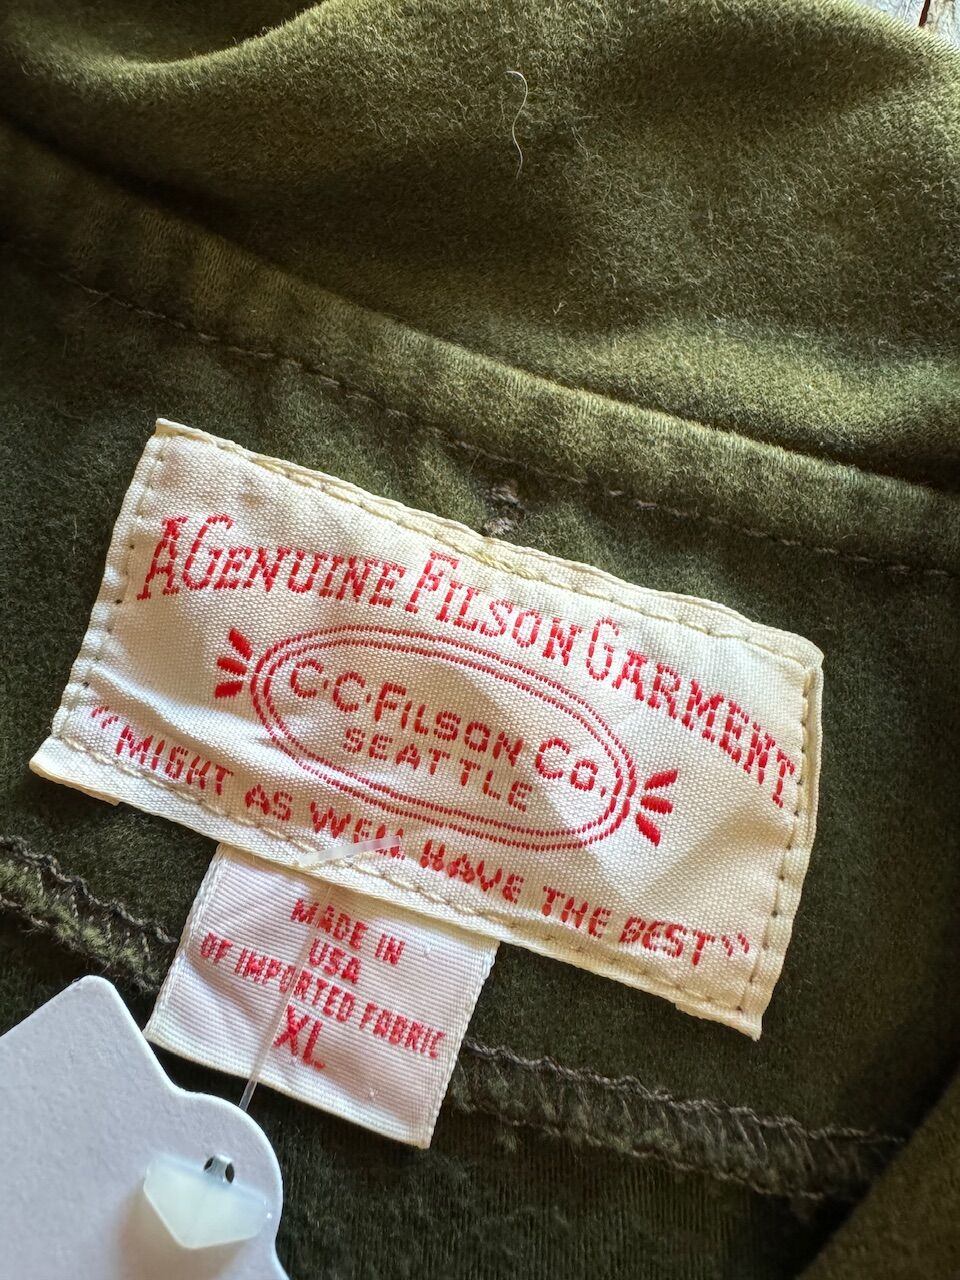 A GENUINE FILSON GARMENT
C·C·FILSON CO.
SEATTLE
"MIGHT AS WELL HAVE THE BEST"
MADE IN
USA
OF IMPORTED FABRIC
XL